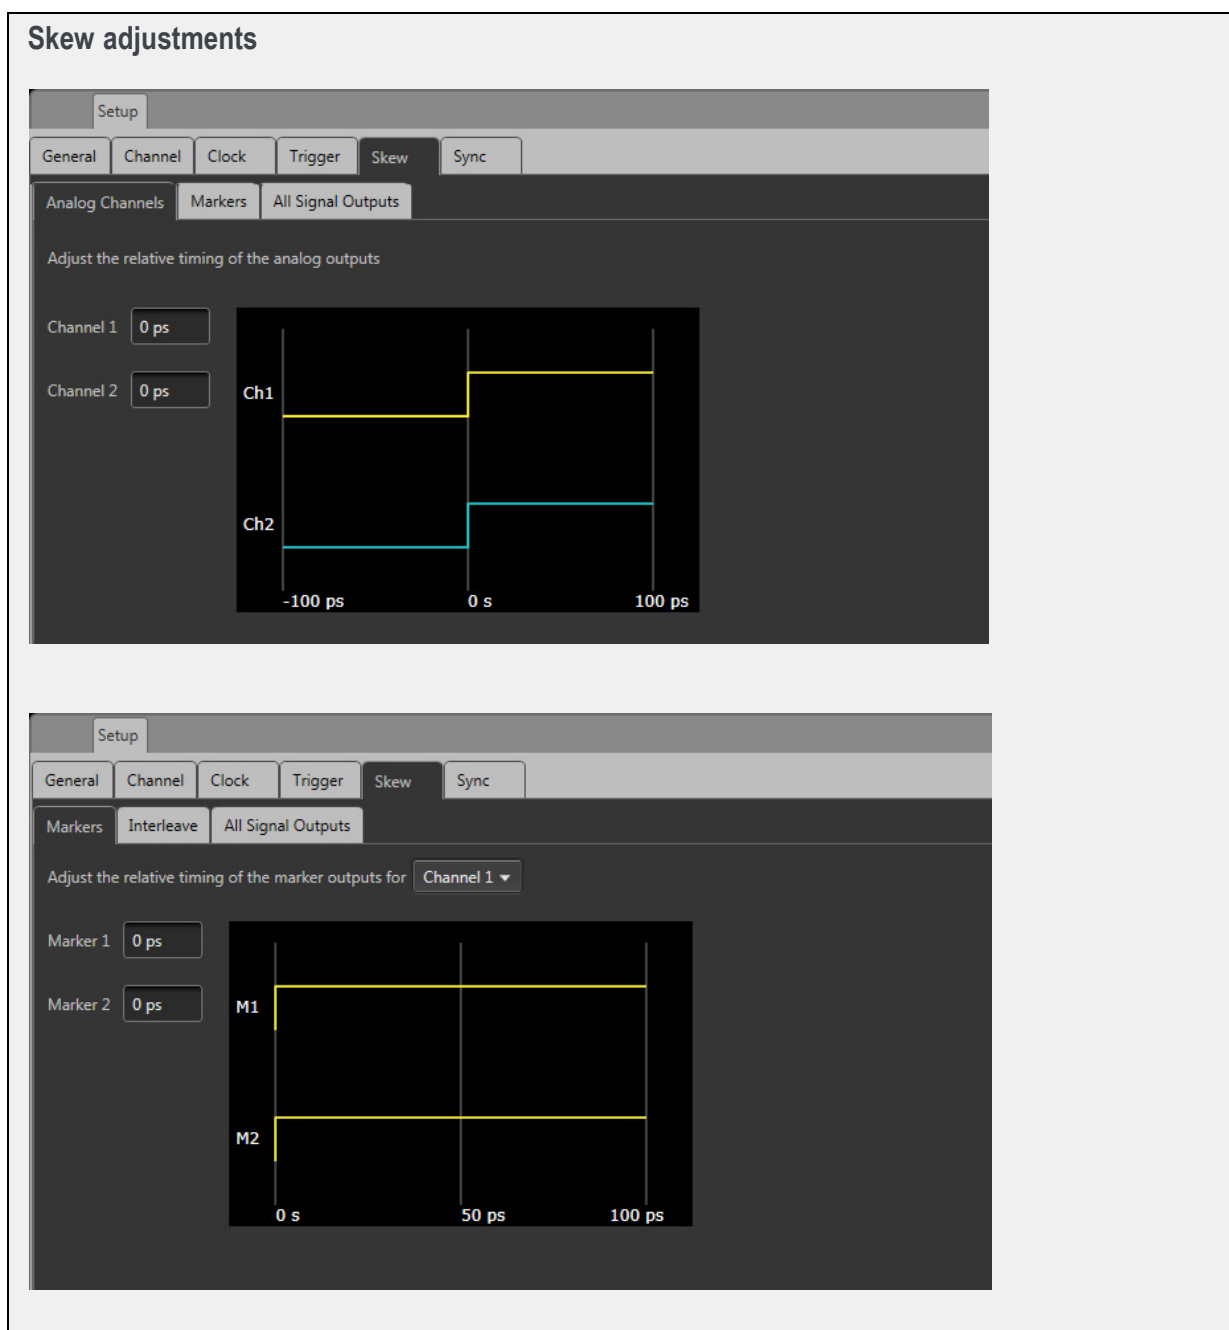 Skew adjustments
Setup
General Channel Clock Trigger Skew Sync
Analog Channels Markers All Signal Outputs
Adjust the relative timing of the analog outputs
Channel 1 0 ps
Channel 2 0 ps
Ch1
Ch2
-100 ps 0 s 100 ps
Setup
General Channel Clock Trigger Skew Sync
Markers Interleave All Signal Outputs
Adjust the relative timing of the marker outputs for Channel 1
Marker 1 0 ps
Marker 2 0 ps
M1
M2
0 s 50 ps 100 ps